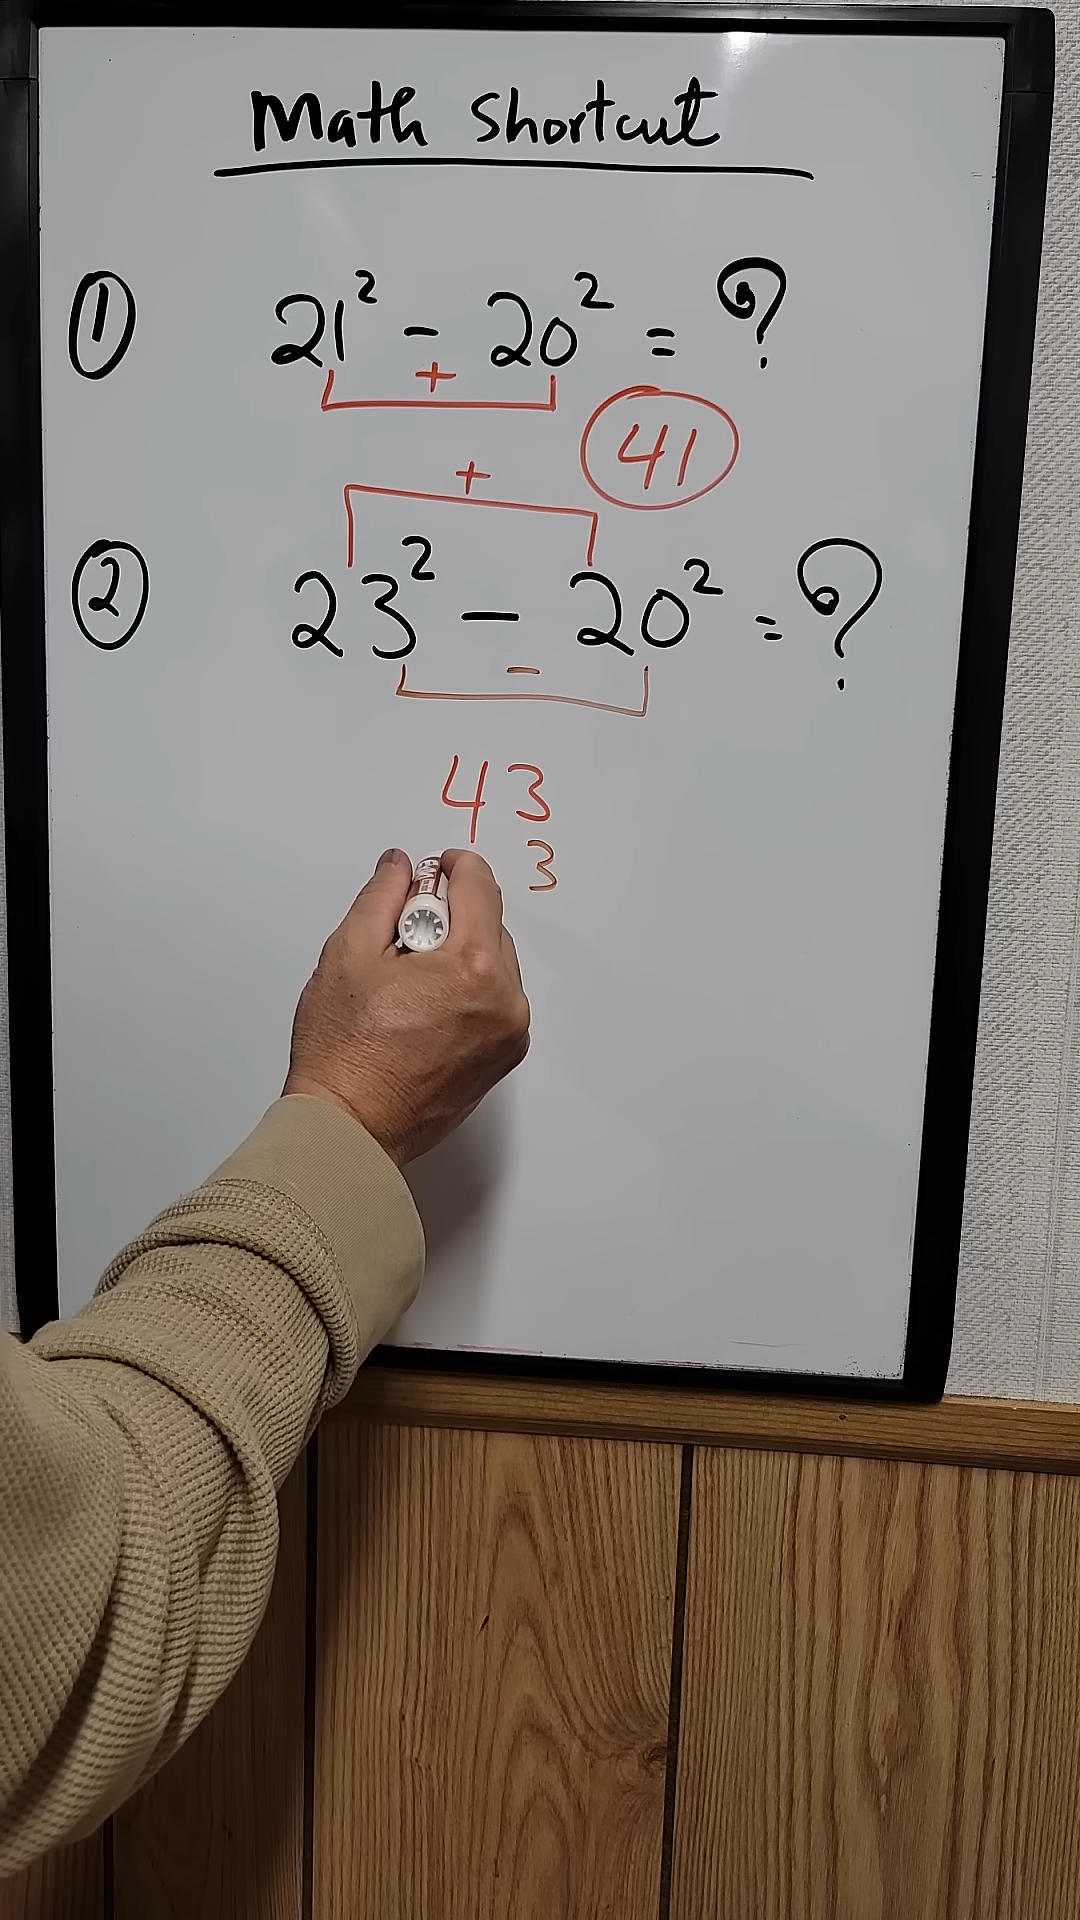 Math Shortcut
① 21² - 20² = ?
+
41
+
② 23² - 20² = ?
-
43
3